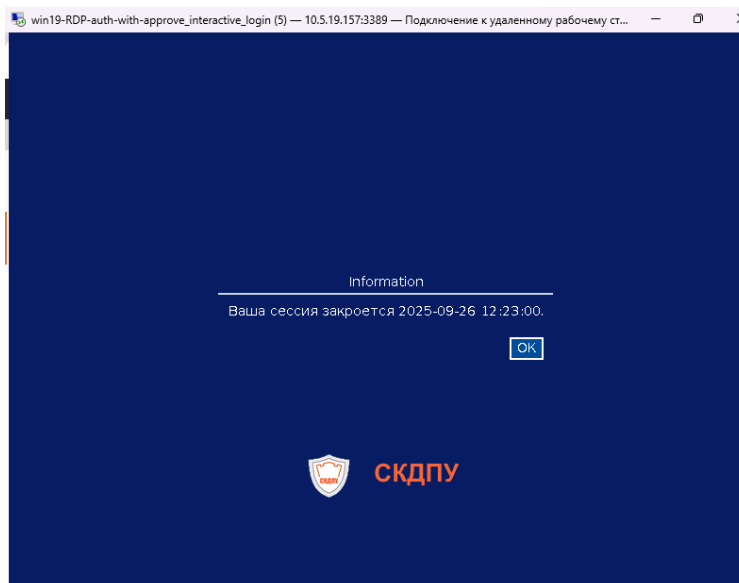 win19-RDP-auth-with-approve_interactive_login (5) — 10.5.19.157:3389 — Подключение к удаленному рабочему ст...
Information
Ваша сессия закроется 2025-09-26 12:23:00.
OK
СКДПУ
СКДПУ